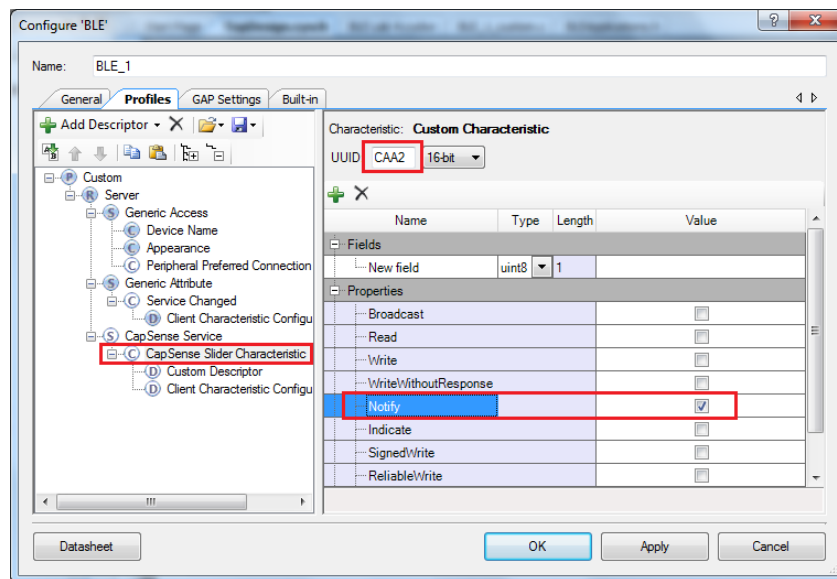 Configure 'BLE'
Name: BLE_1
General Profiles GAP Settings Built-in
Add Descriptor
Custom
Server
Generic Access
Device Name
Appearance
Peripheral Preferred Connection
Generic Attribute
Service Changed
Client Characteristic Configu
CapSense Service
CapSense Slider Characteristic
Custom Descriptor
Client Characteristic Configu
Characteristic: Custom Characteristic
UUID CAA2 16-bit
Name Type Length Value
Fields
New field uint8 1
Properties
Broadcast
Read
Write
WriteWithoutResponse
Notify
Indicate
SignedWrite
ReliableWrite
Datasheet OK Apply Cancel